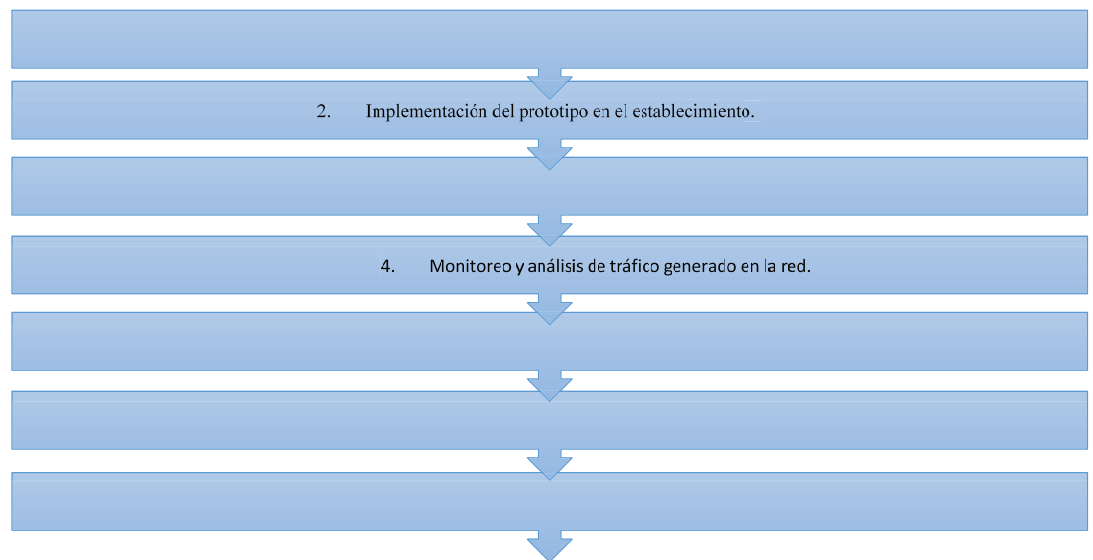 2. Implementación del prototipo en el establecimiento.
4. Monitoreo y análisis de tráfico generado en la red.